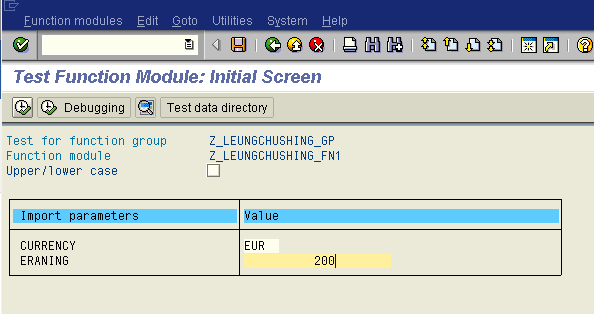 Function modules Edit Goto Utilities System Help
Test Function Module: Initial Screen
Debugging Test data directory
Test for function group Z_LEUNGCHUSHING_GP
Function module Z_LEUNGCHUSHING_FN1
Upper/lower case
Import parameters Value
CURRENCY EUR
ERANING 200